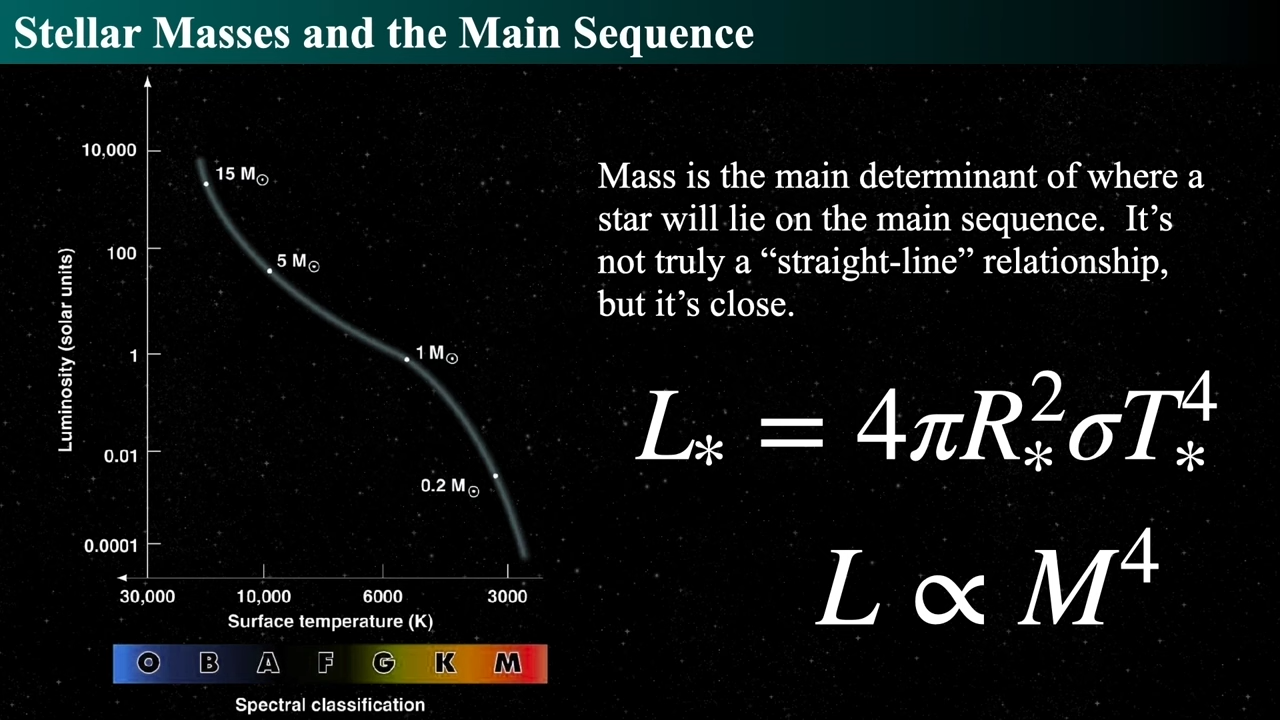 Stellar Masses and the Main Sequence
10,000
100
1
0.01
0.0001
Luminosity (solar units)
15 M☉
5 M☉
1 M☉
0.2 M☉
30,000 10,000 6000 3000
Surface temperature (K)
O B A F G K M
Spectral classification
Mass is the main determinant of where a
star will lie on the main sequence.  It’s
not truly a “straight-line” relationship,
but it’s close.
L* = 4πR*²σT*⁴
L ∝ M⁴